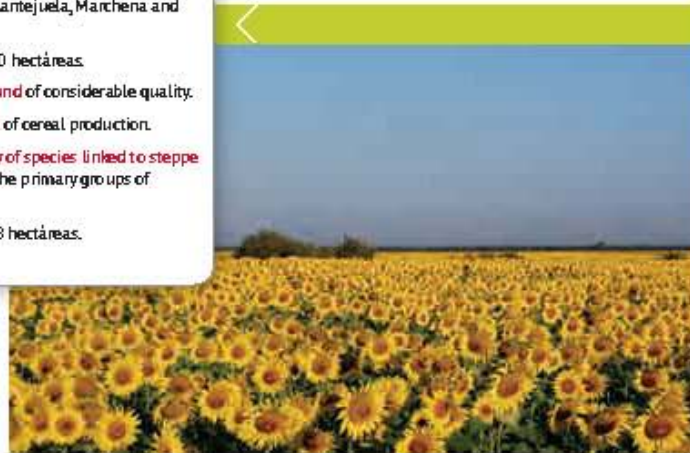 antejuela, Marchena and
0 hectáreas.
und of considerable quality.
of cereal production.
of species linked to steppe
he primary groups of
3 hectáreas.